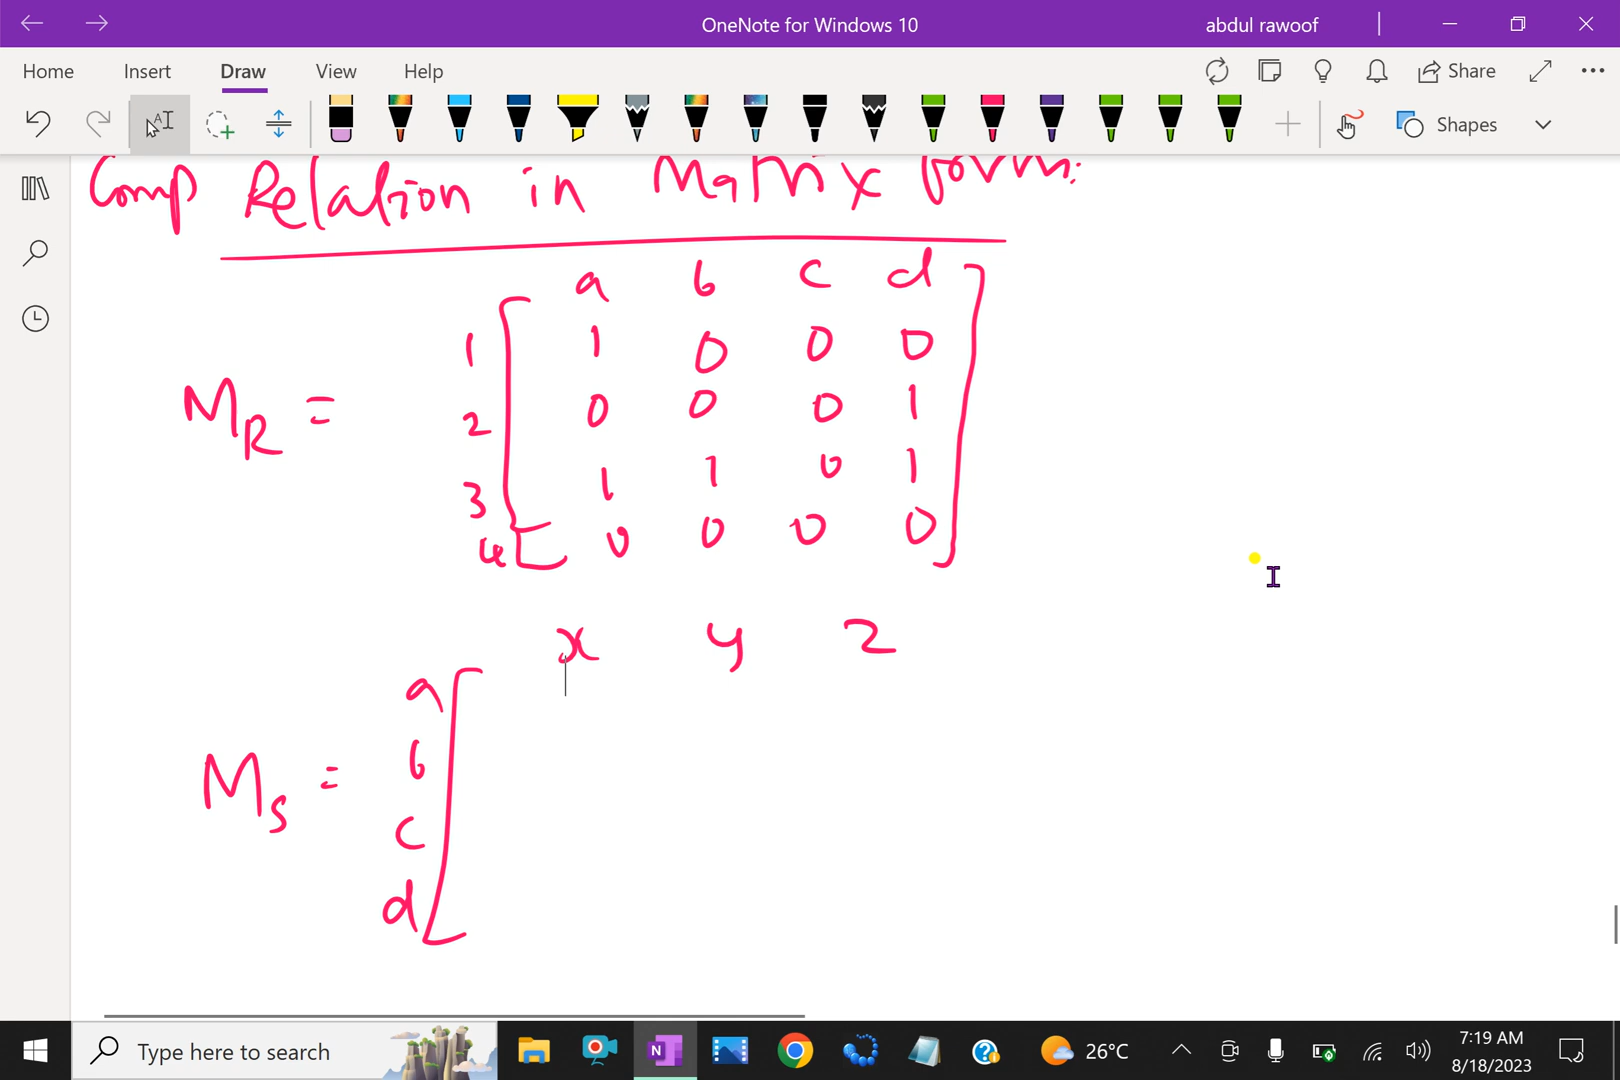 OneNote for Windows 10 abdul rawoof
Home Insert Draw View Help Share
Shapes
Comp Relation in Matrix form:
a b c d
1 1 0 0 0
2 0 0 0 1
M_R =
3 1 1 0 1
4 0 0 0 0
x y z
a
b
M_S =
c
d
Type here to search 26°C 7:19 AM
8/18/2023